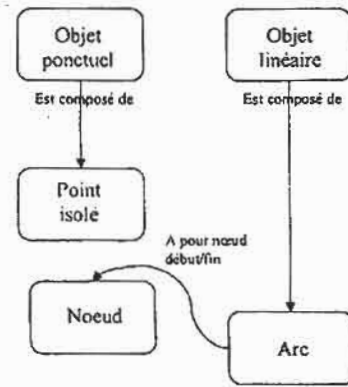 Objet
ponctuel
Objet
linéaire
Est composé de
Est composé de
Point
isolé
A pour nœud
début/fin
Noeud
Arc